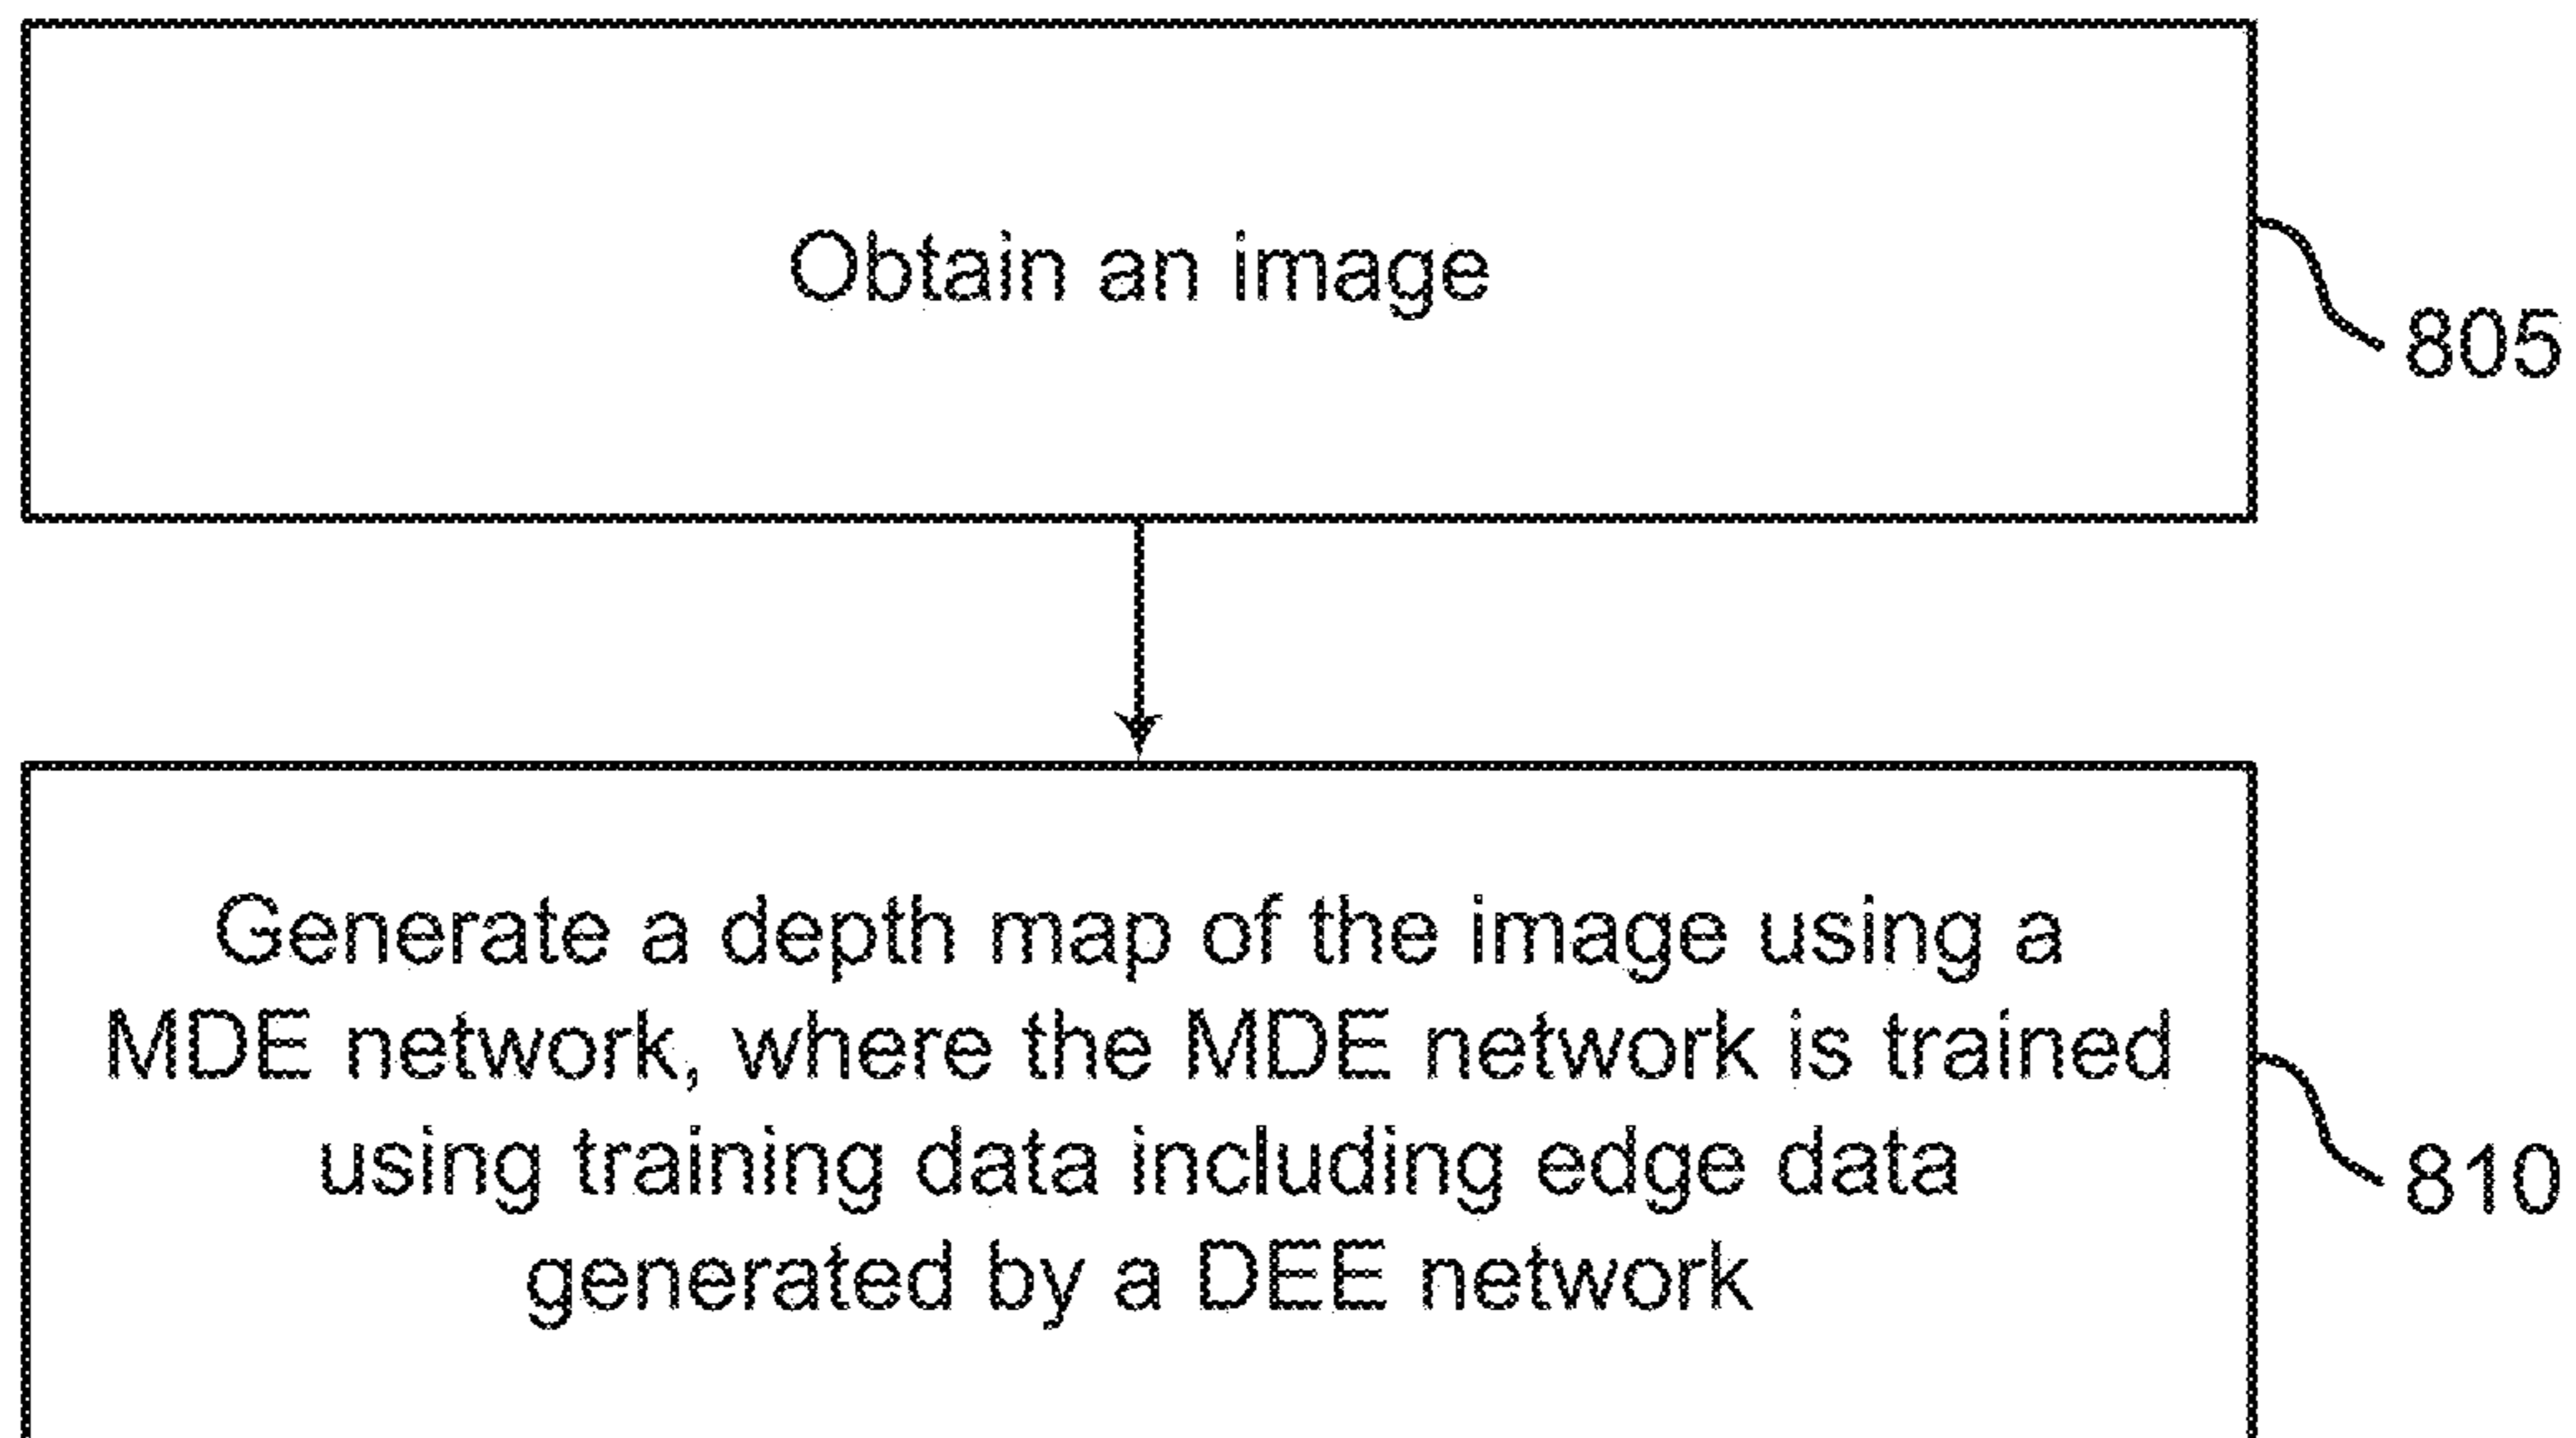 Obtain an image
805
Generate a depth map of the image using a
MDE network, where the MDE network is trained
using training data including edge data
generated by a DEE network
810